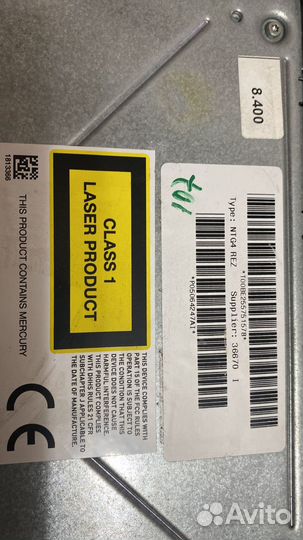 8.400
1813366
THIS PRODUCT CONTAINS MERCURY
CLASS 1
LASER PRODUCT
THIS DEVICE COMPLIES WITH
PART 15 OF THE FCC RULES
OPERATION IS SUBJECT TO
THE CONDITION THAT THIS
DEVICE DOES NOT CAUSE
HARMFUL INTERFERENCE.
THIS PRODUCT COMPLIES
WITH DHHS RULES 21 CFR
SUBCHAPTER J APPLICABLE TO
THE DATE OF MANUFACTURE.
CE
Type: NTG4 REZ Supplier: 36670 I
*P05064247AI*
Avito